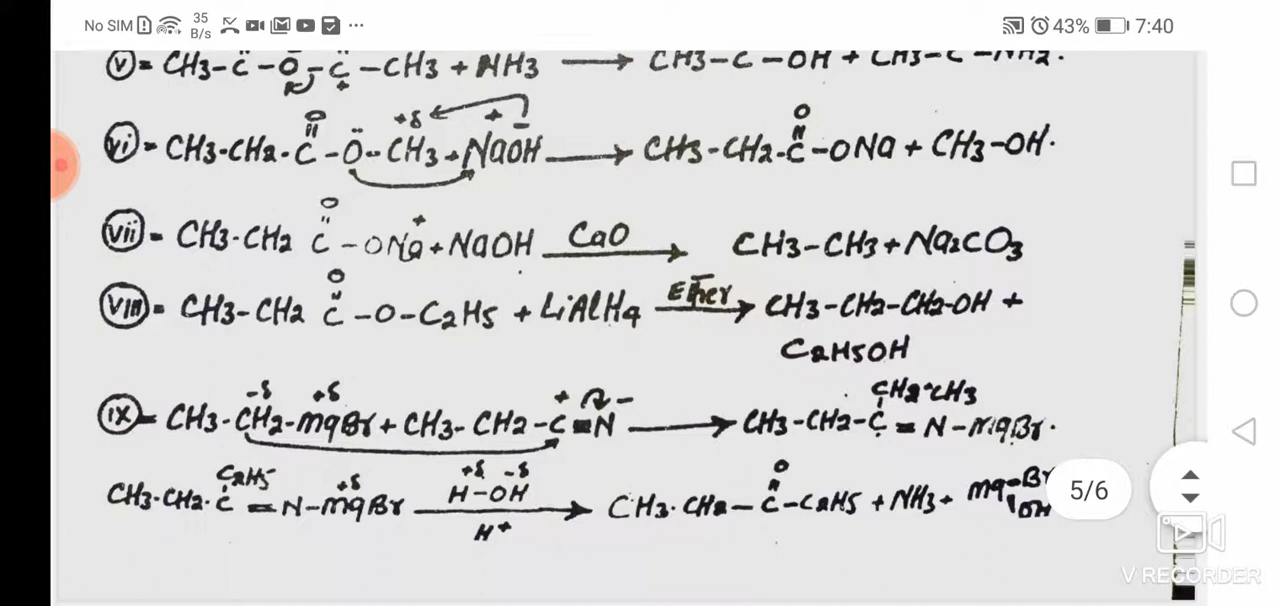 No SIM 35 B/s 43% 7:40
(v)= CH3-C-O-C-CH3 + NH3 ⟶ CH3-C-OH + CH3-C-NH2.
O +δ + -
(vi)= CH3-CH2-C-Ö-CH3 + NaOH ⟶ CH3-CH2-C-ONa + CH3-OH.
O
O +
(vii)= CH3-CH2 C-ONa + NaOH CaO ⟶ CH3-CH3 + Na2CO3
O
(viii)= CH3-CH2 C-O-C2H5 + LiAlH4 Ether ⟶ CH3-CH2-CH2-OH +
C2H5OH
-δ +δ + - CH2-CH3
(ix)= CH3-CH2-mgBr + CH3-CH2-C≡N ⟶ CH3-CH2-C=N-mgBr.
C2H5 +δ +δ -δ O
CH3-CH2-C=N-mgBr H-OH ⟶ CH3-CH2-C-C2H5 + NH3 + mg-Br
H+ OH
5/6
V RECORDER